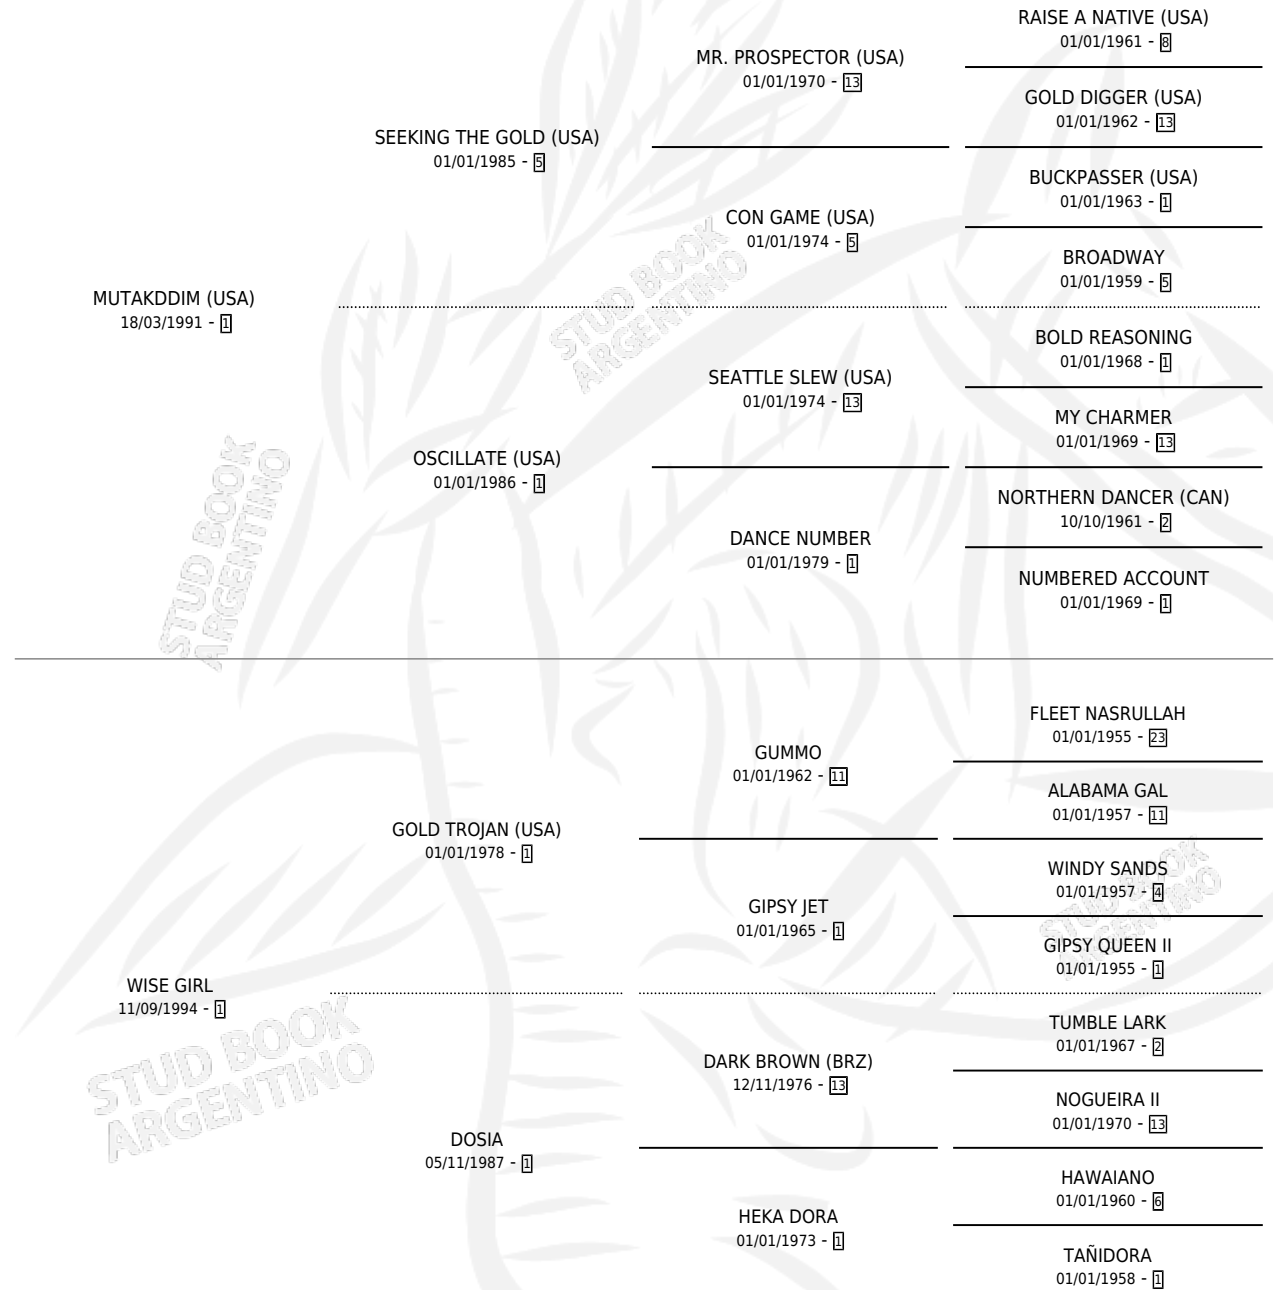 RAISE A NATIVE (USA)
01/01/1961 - 8
MR. PROSPECTOR (USA)
01/01/1970 - 13
GOLD DIGGER (USA)
01/01/1962 - 13
SEEKING THE GOLD (USA)
01/01/1985 - 5
BUCKPASSER (USA)
01/01/1963 - 1
CON GAME (USA)
01/01/1974 - 5
BROADWAY
01/01/1959 - 5
MUTAKDDIM (USA)
18/03/1991 - 1
BOLD REASONING
01/01/1968 - 1
SEATTLE SLEW (USA)
01/01/1974 - 13
MY CHARMER
01/01/1969 - 13
OSCILLATE (USA)
01/01/1986 - 1
NORTHERN DANCER (CAN)
10/10/1961 - 2
DANCE NUMBER
01/01/1979 - 1
NUMBERED ACCOUNT
01/01/1969 - 1
STUD BOOK
ARGENTINO
STUD BOOK
ARGENTINO
FLEET NASRULLAH
01/01/1955 - 23
GUMMO
01/01/1962 - 11
ALABAMA GAL
01/01/1957 - 11
GOLD TROJAN (USA)
01/01/1978 - 1
WINDY SANDS
01/01/1957 - 4
GIPSY JET
01/01/1965 - 1
GIPSY QUEEN II
01/01/1955 - 1
WISE GIRL
11/09/1994 - 1
TUMBLE LARK
01/01/1967 - 2
DARK BROWN (BRZ)
12/11/1976 - 13
NOGUEIRA II
01/01/1970 - 13
DOSIA
05/11/1987 - 1
HAWAIANO
01/01/1960 - 6
HEKA DORA
01/01/1973 - 1
TAÑIDORA
01/01/1958 - 1
STUD BOOK
ARGENTINO
STUD BOOK
ARGENTINO